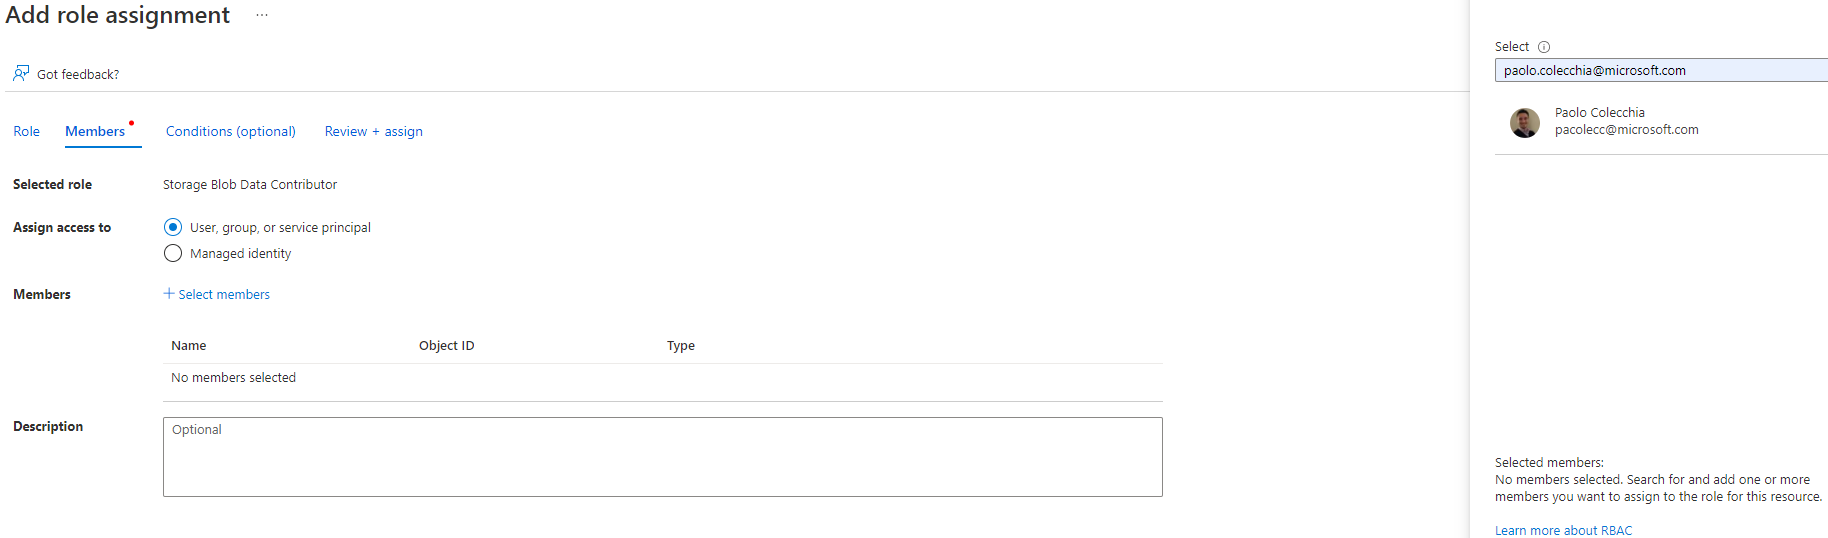 Add role assignment ...
Got feedback?
Role Members Conditions (optional) Review + assign
Selected role Storage Blob Data Contributor
Assign access to User, group, or service principal
Managed identity
Members + Select members
Name Object ID Type
No members selected
Description Optional
Select
paolo.colecchia@microsoft.com
Paolo Colecchia
pacolecc@microsoft.com
Selected members:
No members selected. Search for and add one or more
members you want to assign to the role for this resource.
Learn more about RBAC